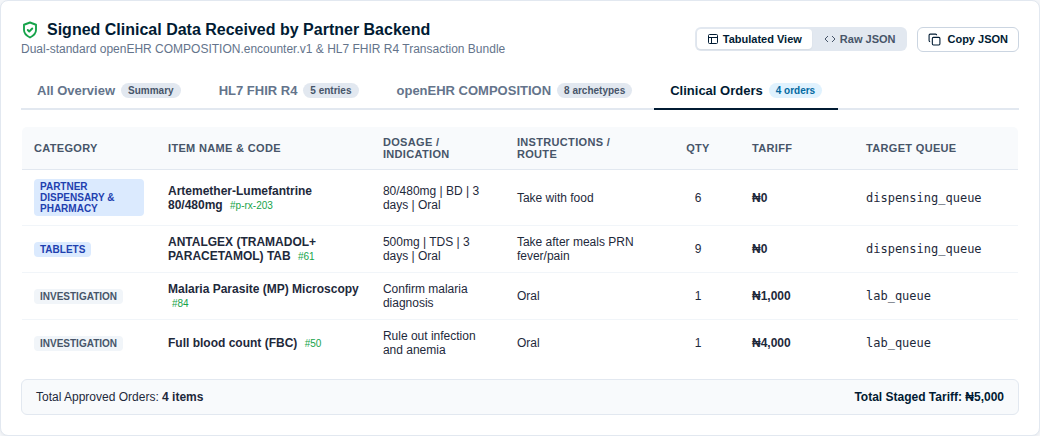 Signed Clinical Data Received by Partner Backend
Dual-standard openEHR COMPOSITION.encounter.v1 & HL7 FHIR R4 Transaction Bundle
Tabulated View
Raw JSON
Copy JSON
All Overview Summary
HL7 FHIR R4 5 entries
openEHR COMPOSITION 8 archetypes
Clinical Orders 4 orders
CATEGORY
ITEM NAME & CODE
DOSAGE /
INDICATION
INSTRUCTIONS /
ROUTE
QTY
TARIFF
TARGET QUEUE
PARTNER
DISPENSARY &
PHARMACY
Artemether-Lumefantrine
80/480mg #p-rx-203
80/480mg | BD | 3
days | Oral
Take with food
6
₦0
dispensing_queue
TABLETS
ANTALGEX (TRAMADOL+
PARACETAMOL) TAB #61
500mg | TDS | 3
days | Oral
Take after meals PRN
fever/pain
9
₦0
dispensing_queue
INVESTIGATION
Malaria Parasite (MP) Microscopy
#84
Confirm malaria
diagnosis
Oral
1
₦1,000
lab_queue
INVESTIGATION
Full blood count (FBC) #50
Rule out infection
and anemia
Oral
1
₦4,000
lab_queue
Total Approved Orders: 4 items
Total Staged Tariff: ₦5,000